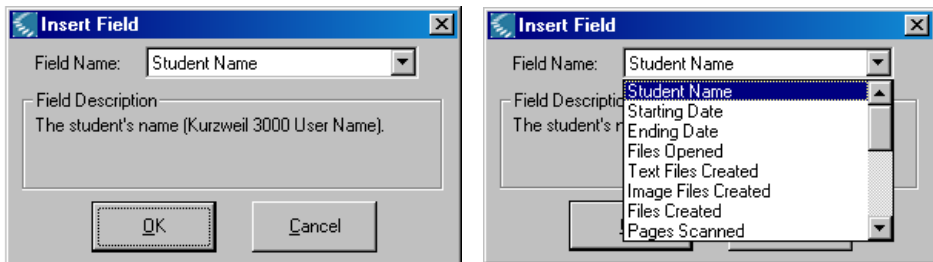 Insert Field
Field Name: Student Name
Field Description
The student's name (Kurzweil 3000 User Name).
OK Cancel
Insert Field
Field Name: Student Name
Student Name
Starting Date
Field Descriptio
Ending Date
The student's n
Files Opened
Text Files Created
Image Files Created
Files Created
Pages Scanned